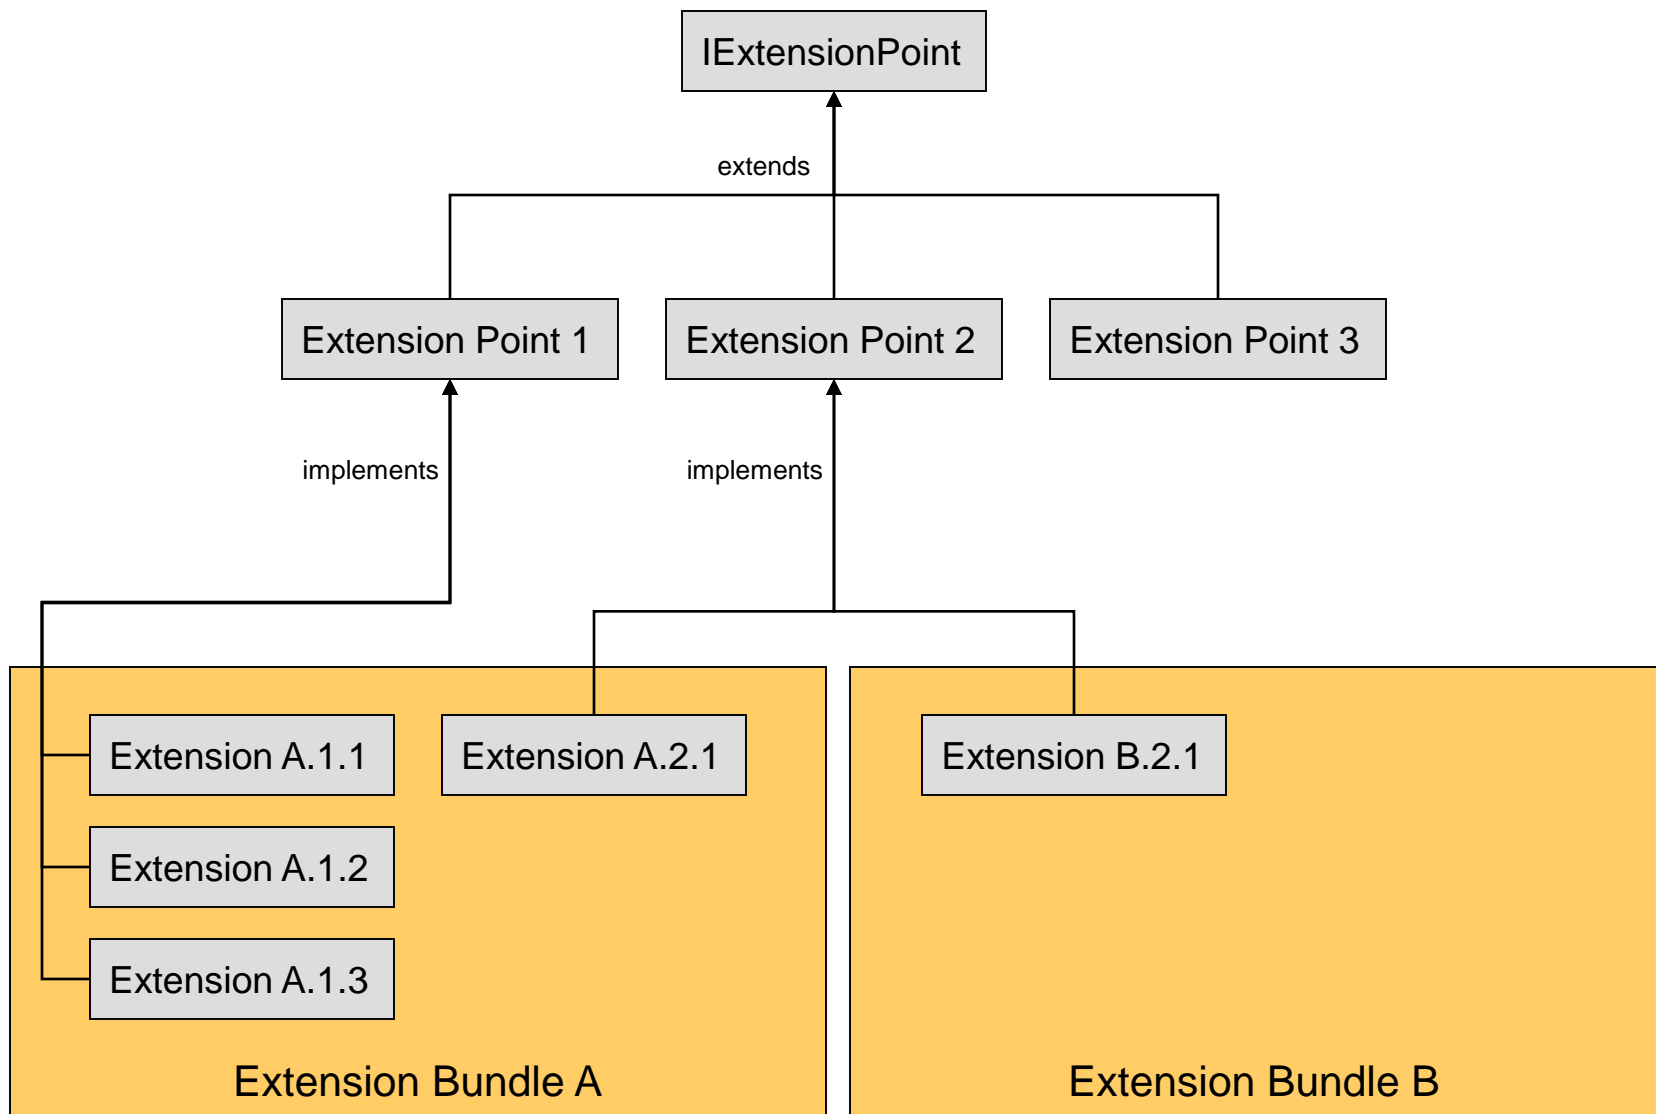 IExtensionPoint
extends
Extension Point 1
Extension Point 2
Extension Point 3
implements
implements
Extension A.1.1
Extension A.2.1
Extension B.2.1
Extension A.1.2
Extension A.1.3
Extension Bundle A
Extension Bundle B